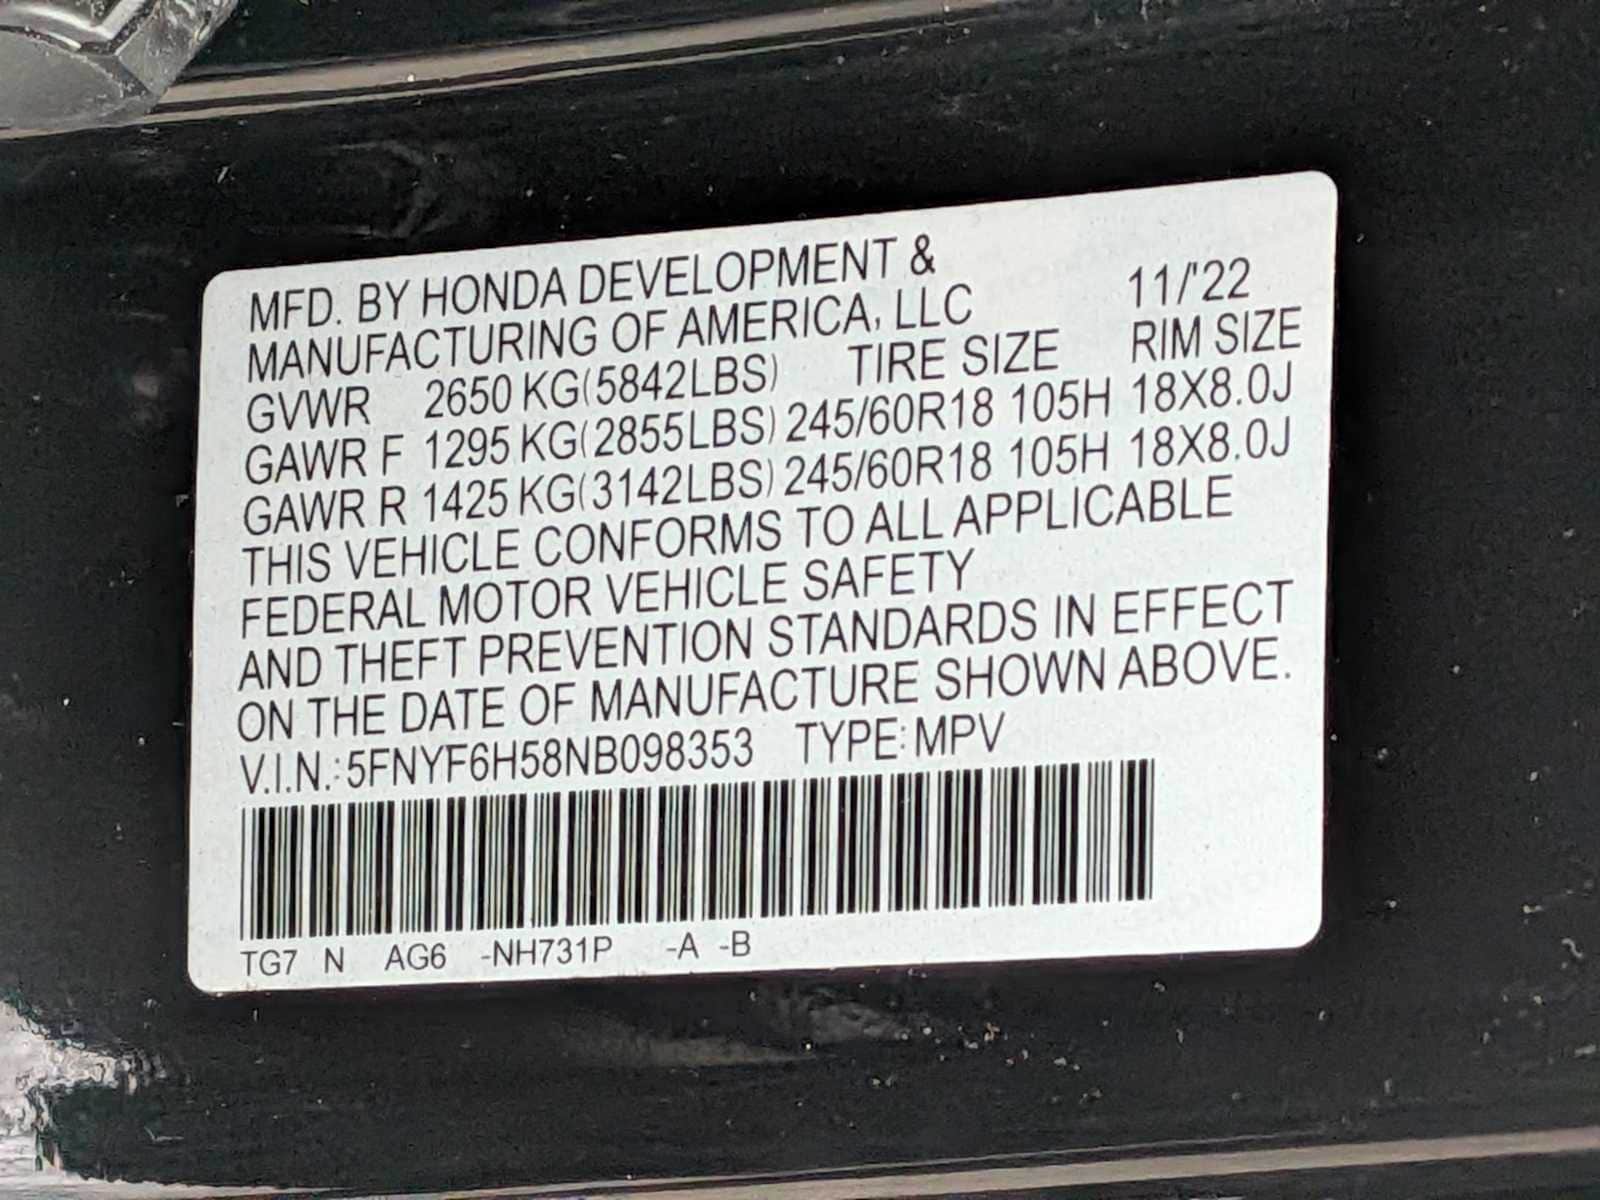 MFD. BY HONDA DEVELOPMENT &
MANUFACTURING OF AMERICA, LLC 11/'22
GVWR 2650 KG(5842LBS) TIRE SIZE RIM SIZE
GAWR F 1295 KG(2855LBS) 245/60R18 105H 18X8.0J
GAWR R 1425 KG(3142LBS) 245/60R18 105H 18X8.0J
THIS VEHICLE CONFORMS TO ALL APPLICABLE
FEDERAL MOTOR VEHICLE SAFETY
AND THEFT PREVENTION STANDARDS IN EFFECT
ON THE DATE OF MANUFACTURE SHOWN ABOVE.
V.I.N.:5FNYF6H58NB098353 TYPE:MPV
TG7 N AG6 -NH731P -A -B